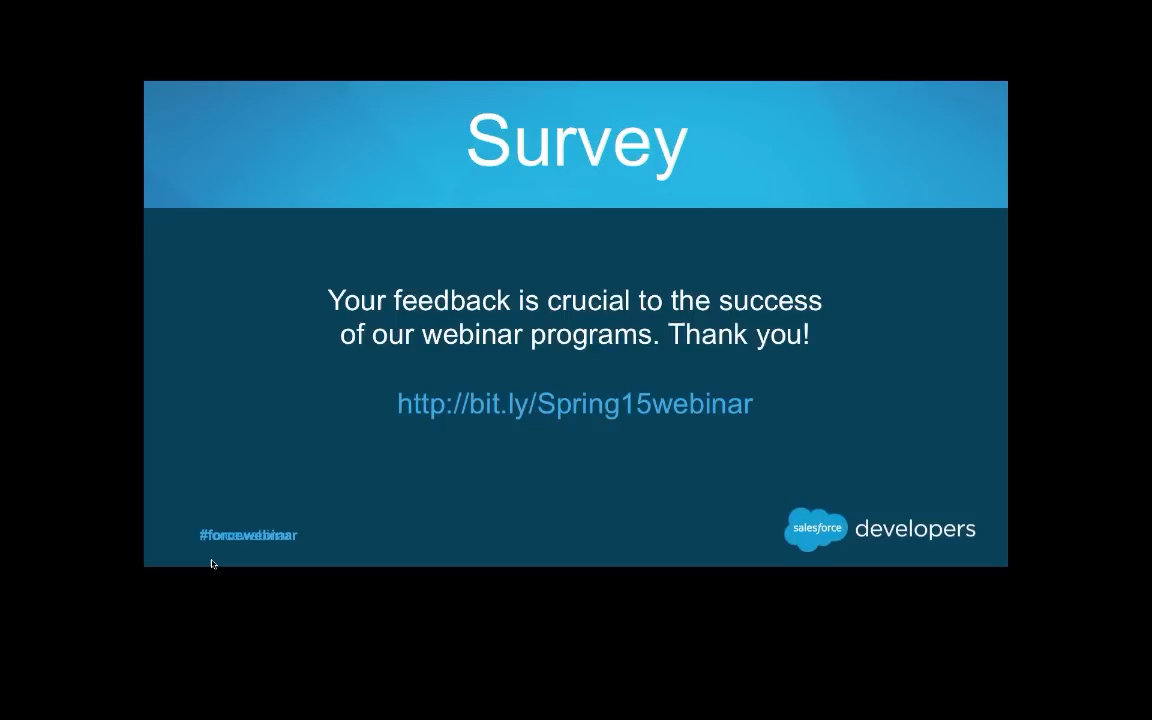 Survey
Your feedback is crucial to the success
of our webinar programs. Thank you!
http://bit.ly/Spring15webinar
#forcewebinar
salesforce developers